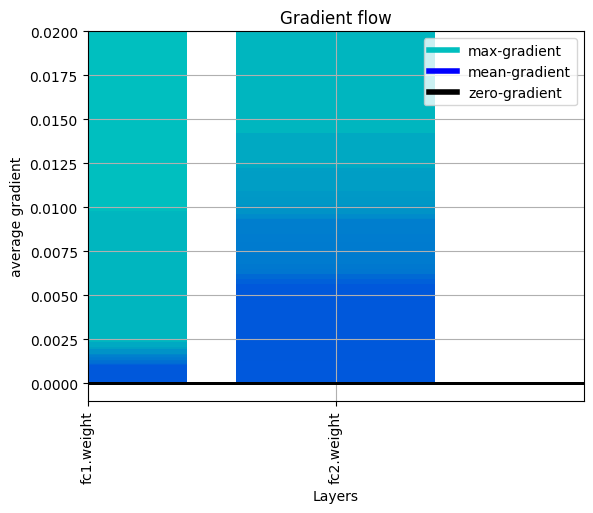 Gradient flow
max-gradient
mean-gradient
zero-gradient
average gradient
0.0200
0.0175
0.0150
0.0125
0.0100
0.0075
0.0050
0.0025
0.0000
fc1.weight
fc2.weight
Layers